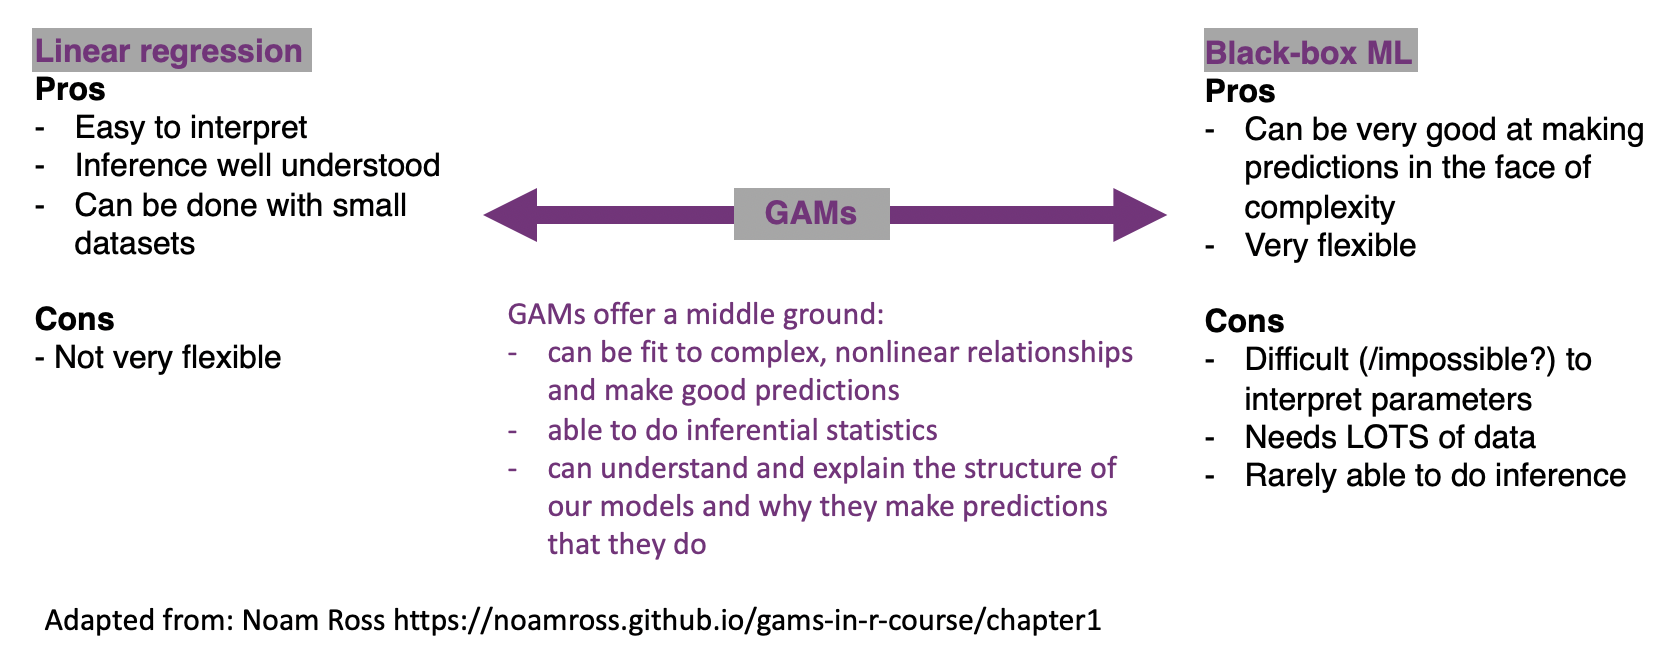 Linear regression
Pros
- Easy to interpret
- Inference well understood
- Can be done with small
datasets
Cons
- Not very flexible
GAMs
GAMs offer a middle ground:
- can be fit to complex, nonlinear relationships
and make good predictions
- able to do inferential statistics
- can understand and explain the structure of
our models and why they make predictions
that they do
Black-box ML
Pros
- Can be very good at making
predictions in the face of
complexity
- Very flexible
Cons
- Difficult (/impossible?) to
interpret parameters
- Needs LOTS of data
- Rarely able to do inference
Adapted from: Noam Ross https://noamross.github.io/gams-in-r-course/chapter1